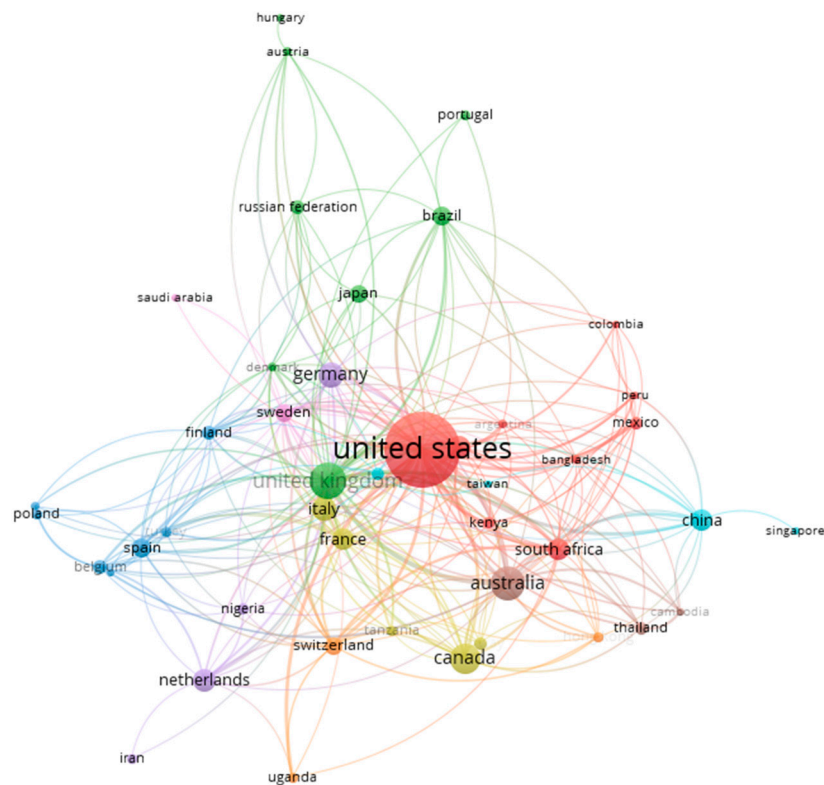 hungary
austria
portugal
russian federation
brazil
japan
saudi arabia
colombia
denmark
germany
peru
sweden
mexico
argentina
finland
united states
bangladesh
united kingdom
taiwan
italy
poland
kenya
china
singapore
turkey
france
spain
south africa
belgium
australia
nigeria
cambodia
tanzania
thailand
hong kong
switzerland
canada
netherlands
iran
uganda